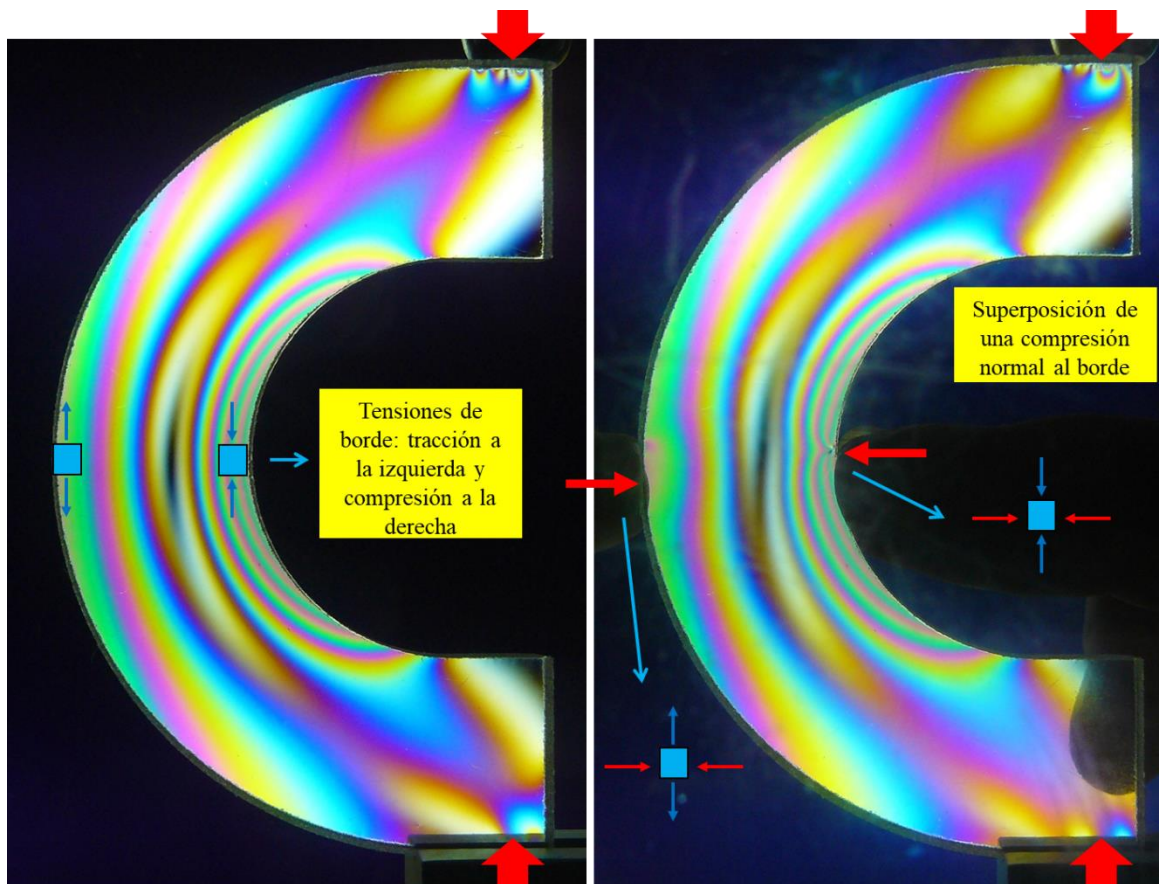 Tensiones de
borde: tracción a
la izquierda y
compresión a la
derecha
Superposición de
una compresión
normal al borde